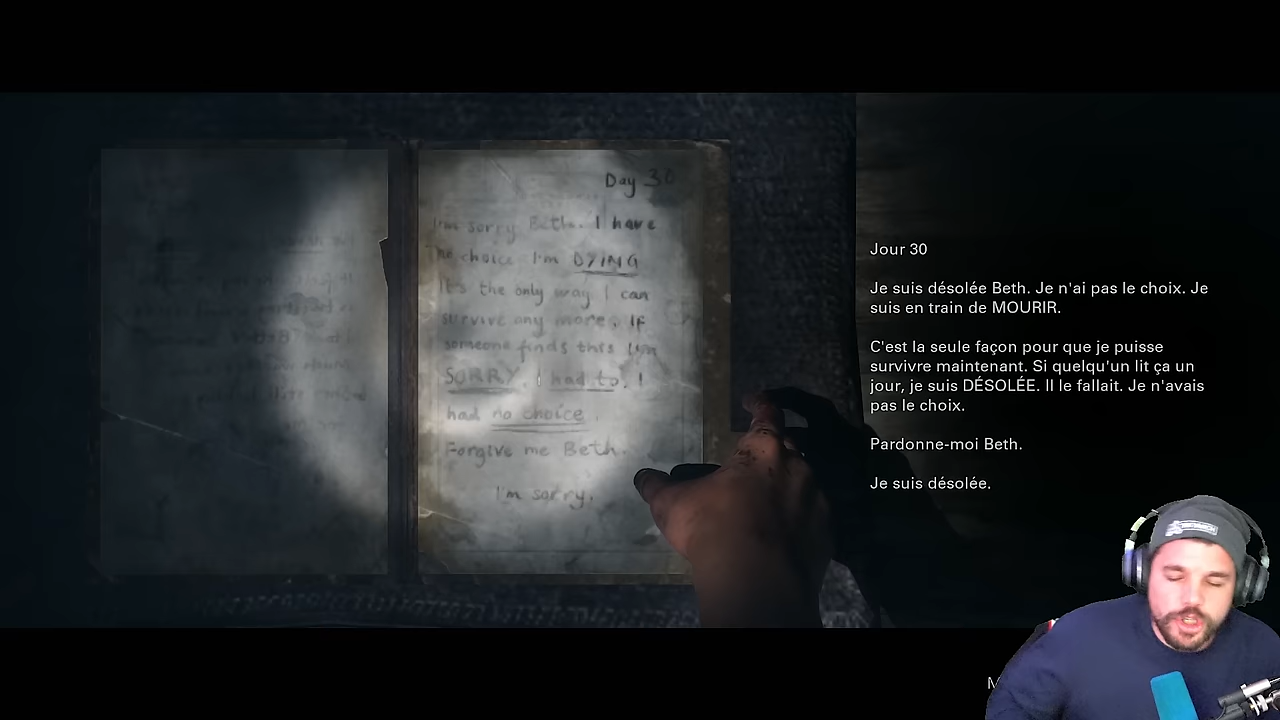 Day 30
I'm sorry Beth. I have
no choice I'm DYING
It's the only way I can
survive any more. If
someone finds this I'm
SORRY. I had to. I
had no choice.
Forgive me Beth.
I'm sorry.
Jour 30
Je suis désolée Beth. Je n'ai pas le choix. Je
suis en train de MOURIR.
C'est la seule façon pour que je puisse
survivre maintenant. Si quelqu'un lit ça un
jour, je suis DÉSOLÉE. Il le fallait. Je n'avais
pas le choix.
Pardonne-moi Beth.
Je suis désolée.